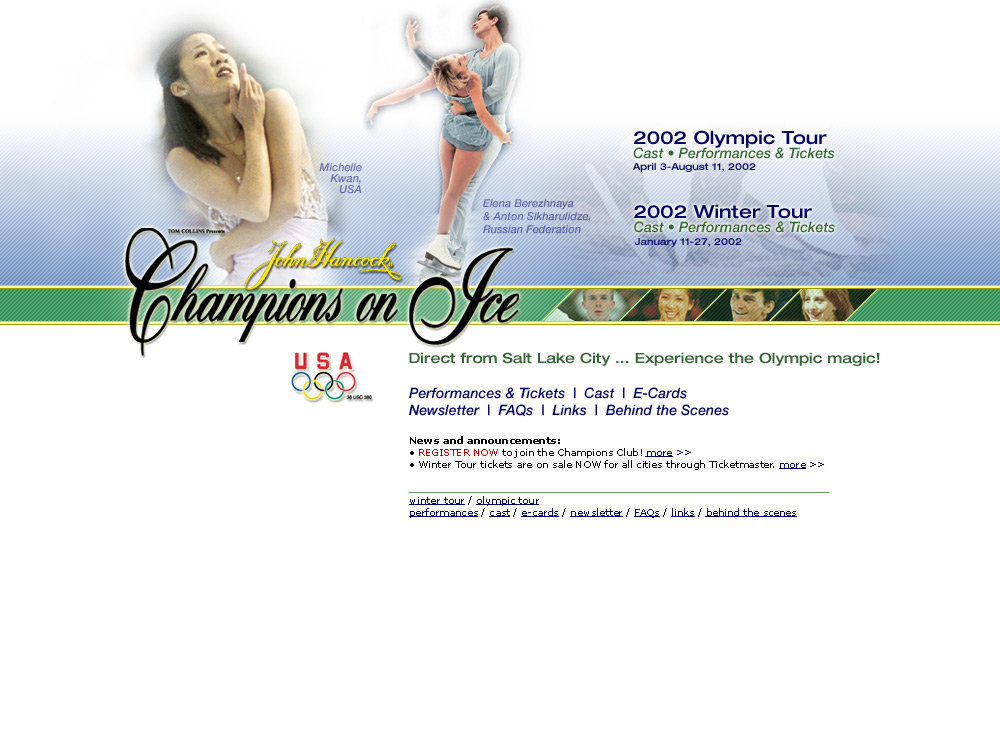 Michelle
Kwan,
USA
Elena Berezhnaya
& Anton Sikharulidze,
Russian Federation
2002 Olympic Tour
Cast • Performances & Tickets
April 3-August 11, 2002
2002 Winter Tour
Cast • Performances & Tickets
January 11-27, 2002
TOM COLLINS Presents
John Hancock
Champions on Ice
USA
36 USC 380
Direct from Salt Lake City ... Experience the Olympic magic!
Performances & Tickets | Cast | E-Cards
Newsletter | FAQs | Links | Behind the Scenes
News and announcements:
• REGISTER NOW to join the Champions Club! more >>
• Winter Tour tickets are on sale NOW for all cities through Ticketmaster. more >>
winter tour / olympic tour
performances / cast / e-cards / newsletter / FAQs / links / behind the scenes